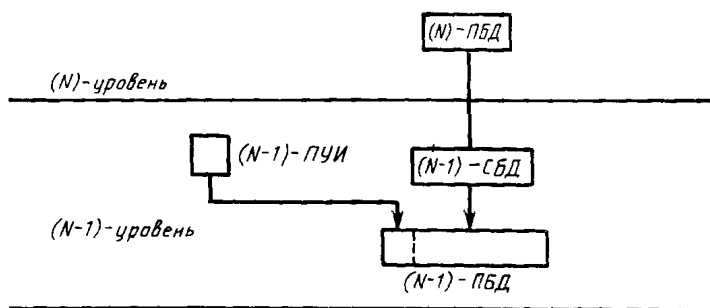 (N)-ПБД
(N)-уровень
(N-1)-ПУИ
(N-1)-СБД
(N-1)-уровень
(N-1)-ПБД